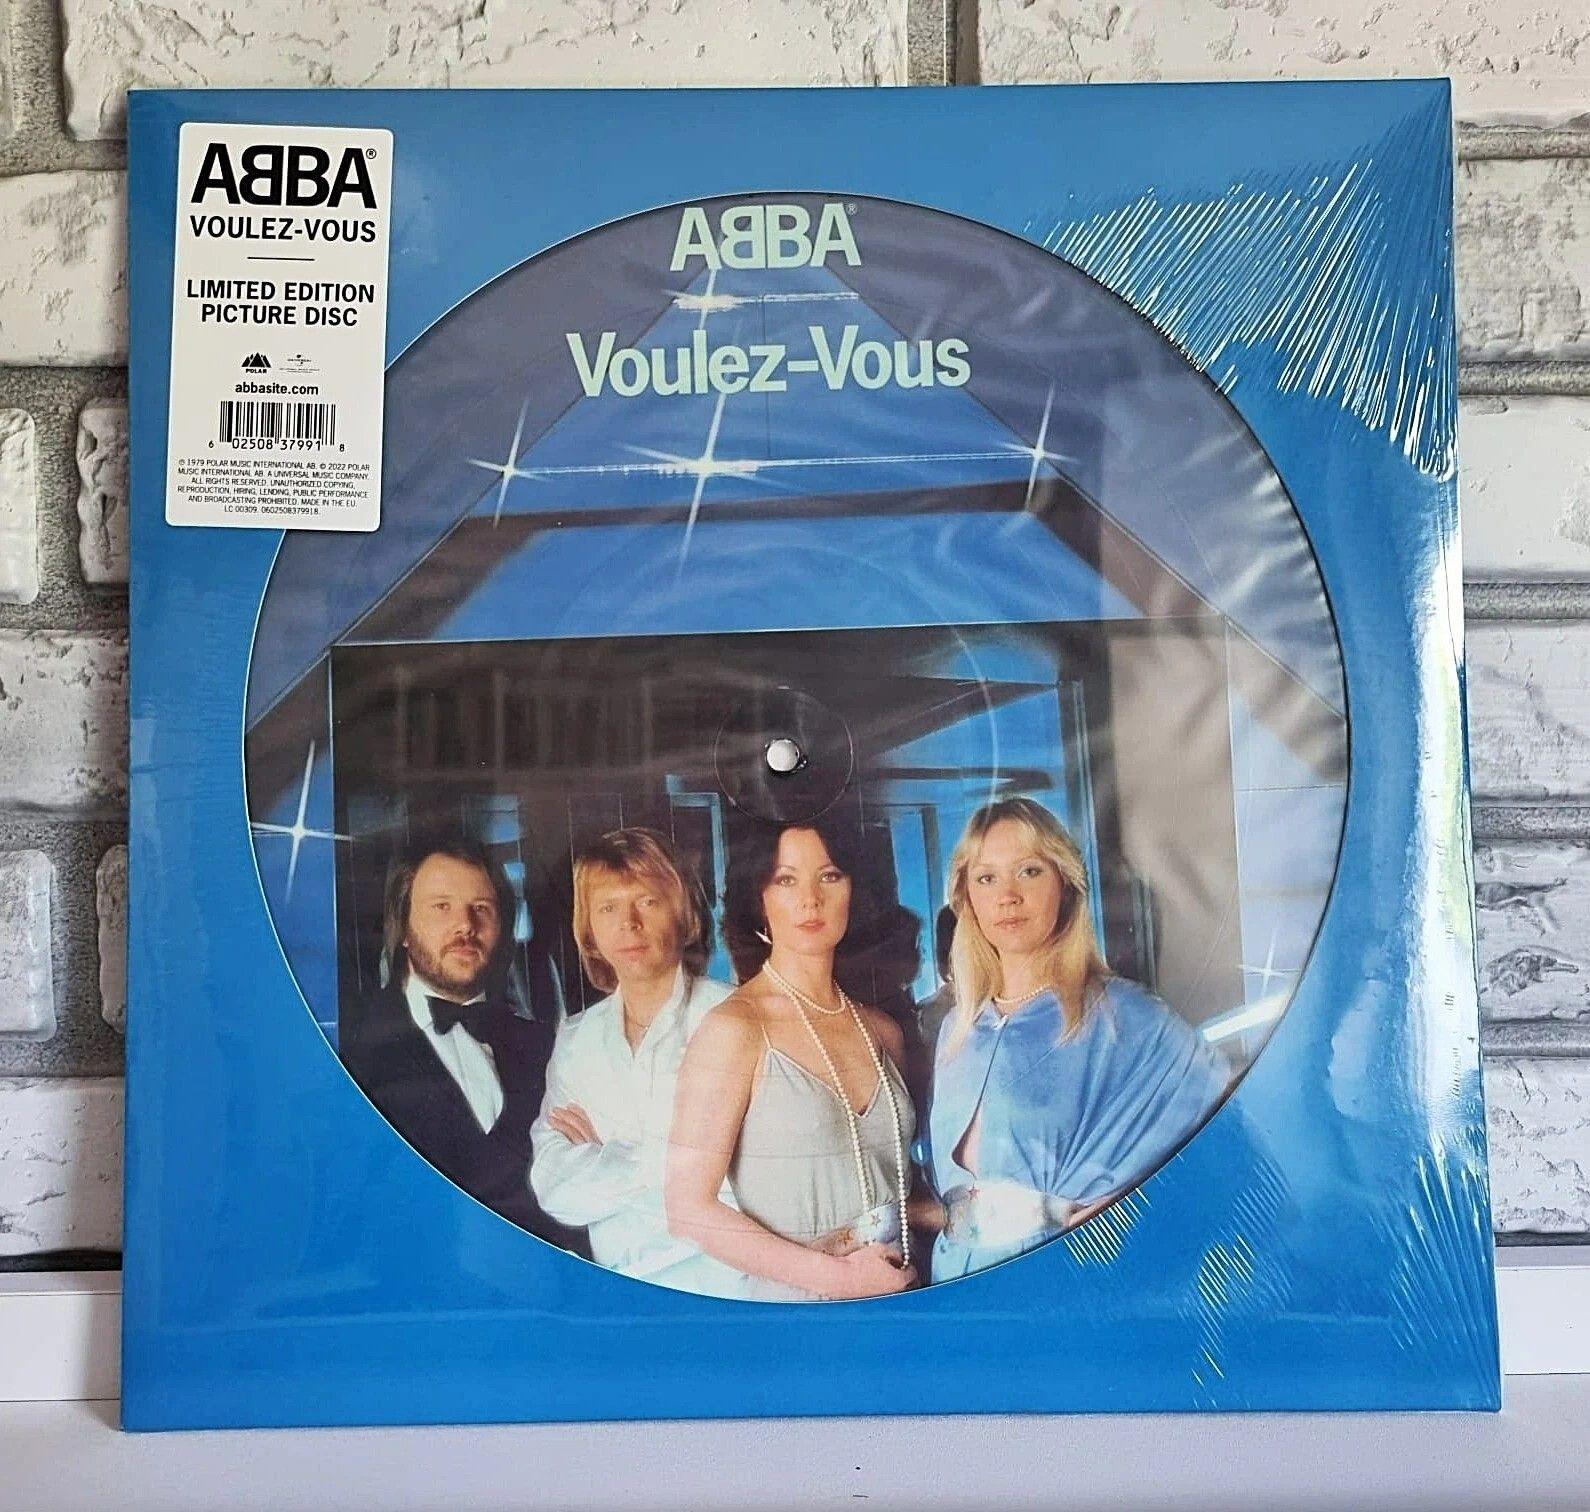 ABBA®
VOULEZ-VOUS
LIMITED EDITION
PICTURE DISC
POLAR
UNIVERSAL
abbasite.com
6 02508 37991 8
℗ 1979 POLAR MUSIC INTERNATIONAL AB. © 2022 POLAR
MUSIC INTERNATIONAL AB. A UNIVERSAL MUSIC COMPANY.
ALL RIGHTS RESERVED. UNAUTHORIZED COPYING,
REPRODUCTION, HIRING, LENDING, PUBLIC PERFORMANCE
AND BROADCASTING PROHIBITED. MADE IN THE EU.
LC 00309. 0602508379918.
ABBA®
Voulez-Vous